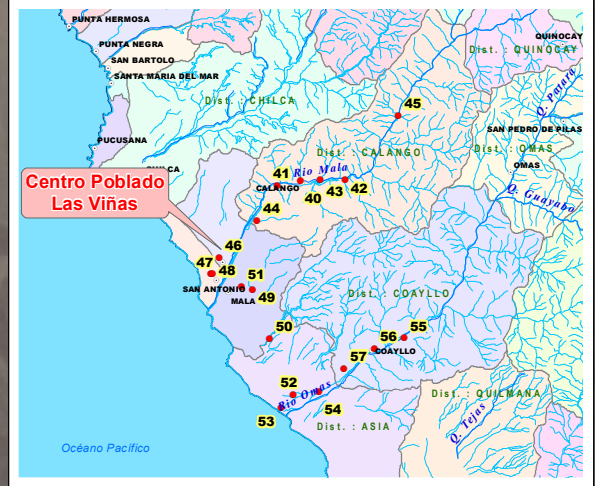 PUNTA HERMOSA
PUNTA NEGRA
SAN BARTOLO
SANTA MARIA DEL MAR
QUINOCAY
Dist. : QUINOCAY
Dist. : CHILCA
Q. Patara
45
PUCUSANA
SAN PEDRO DE PILAS
Dist. : CALANGO
Dist. : OMAS
OMAS
41
Rio Mala
CALANGO
40
43
42
Q. Guayabo
Centro Poblado
Las Viñas
44
46
47
48
51
SAN ANTONIO
49
MALA
Dist. : COAYLLO
50
56
55
COAYLLO
57
52
Rio Omas
54
53
Dist. : QUILMANA
Dist. : ASIA
Q. Tejas
Océano Pacífico